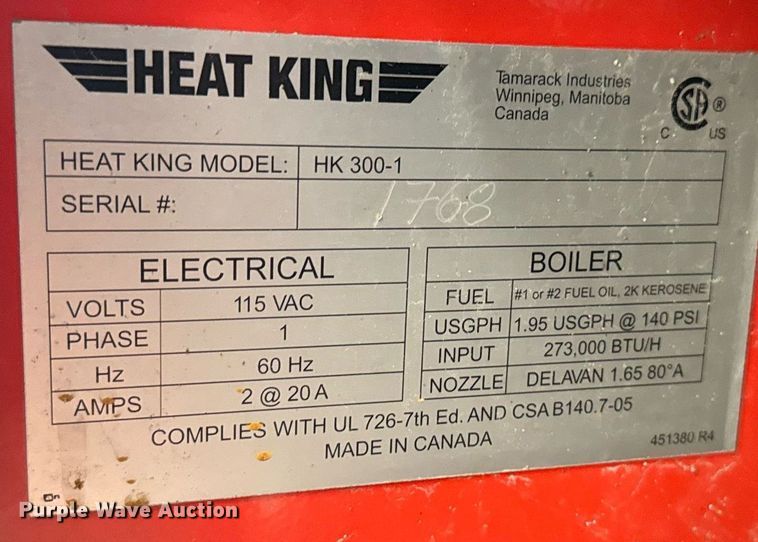 HEAT KING
Tamarack Industries
Winnipeg, Manitoba
Canada
SA ®
C US
HEAT KING MODEL: HK 300-1
SERIAL #: 1768
ELECTRICAL
VOLTS 115 VAC
PHASE 1
Hz 60 Hz
AMPS 2 @ 20 A
BOILER
FUEL #1 or #2 FUEL OIL, 2K KEROSENE
USGPH 1.95 USGPH @ 140 PSI
INPUT 273,000 BTU/H
NOZZLE DELAVAN 1.65 80°A
COMPLIES WITH UL 726-7th Ed. AND CSA B140.7-05
MADE IN CANADA
451380 R4
Purple Wave Auction